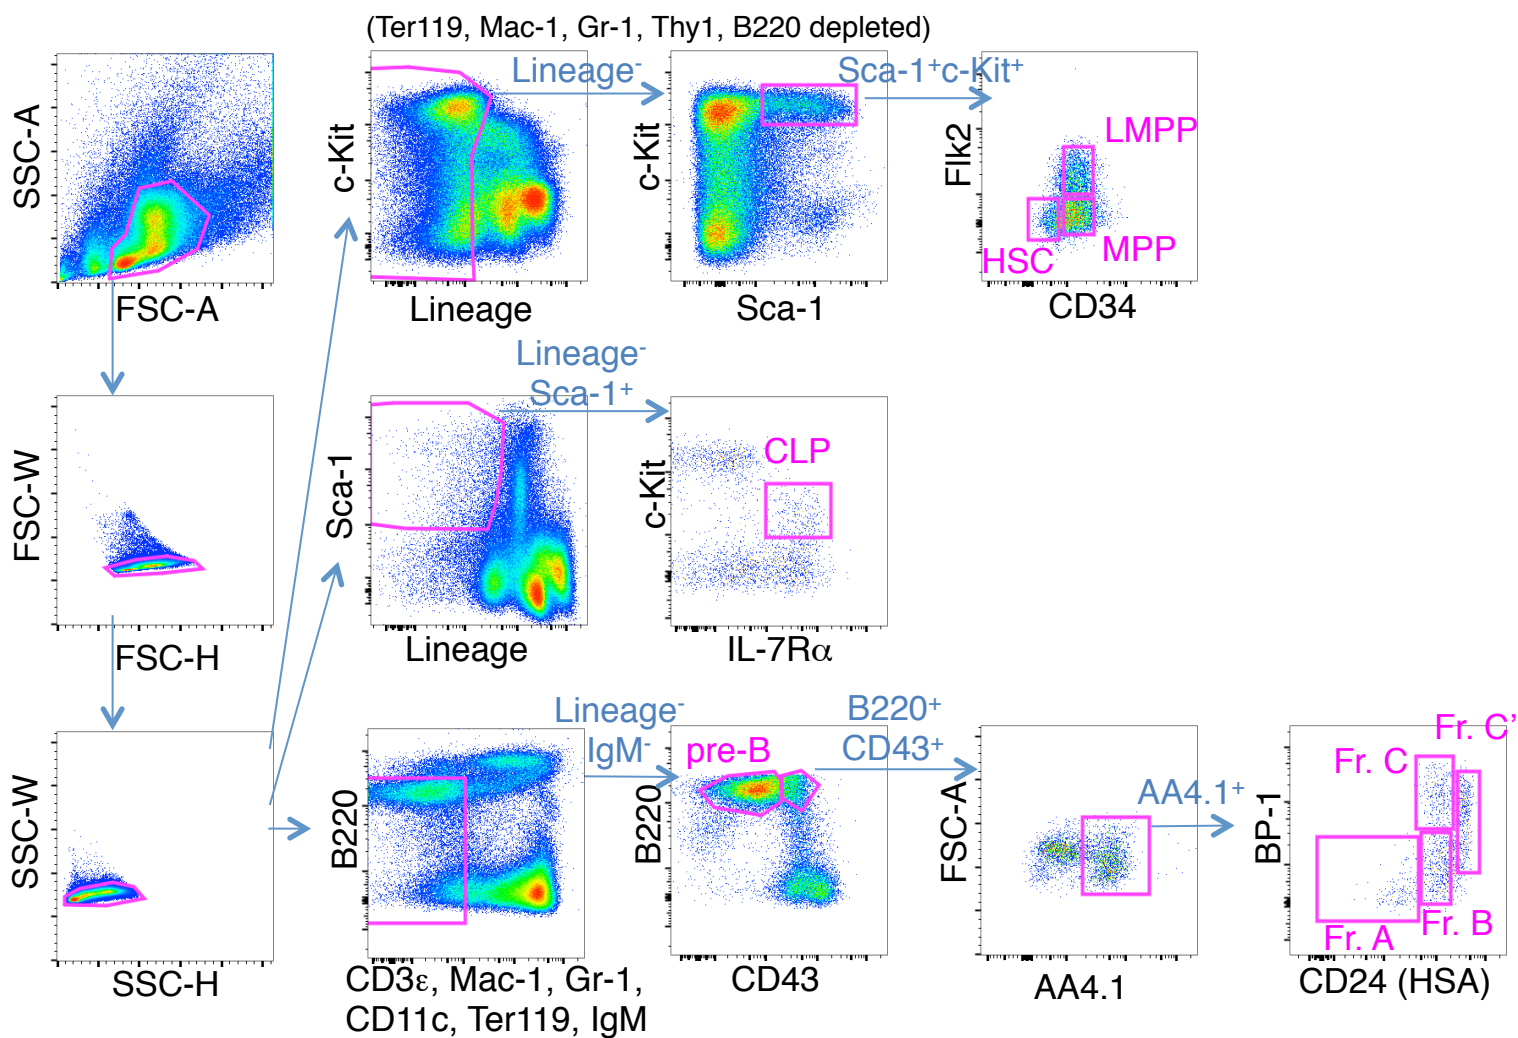 (Ter119, Mac-1, Gr-1, Thy1, B220 depleted)
SSC-A
FSC-A
c-Kit
Lineage
Lineage⁻
c-Kit
Sca-1
Sca-1⁺c-Kit⁺
Flk2
LMPP
HSC
MPP
CD34
FSC-W
FSC-H
Sca-1
Lineage
Lineage⁻
Sca-1⁺
c-Kit
CLP
IL-7Rα
SSC-W
SSC-H
B220
CD3ε, Mac-1, Gr-1,
CD11c, Ter119, IgM
Lineage⁻
IgM⁻
pre-B
B220
CD43
B220⁺
CD43⁺
FSC-A
AA4.1
AA4.1⁺
BP-1
Fr. C'
Fr. C
Fr. B
Fr. A
CD24 (HSA)